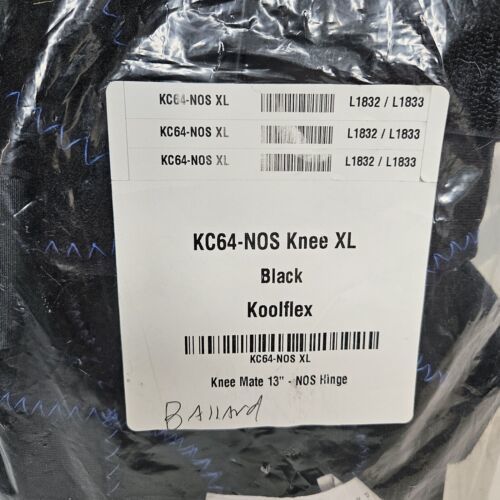 KC64-NOS XL L1832 / L1833
KC64-NOS XL L1832 / L1833
KC64-NOS XL L1832 / L1833
KC64-NOS Knee XL
Black
Koolflex
KC64-NOS XL
Knee Mate 13" - NOS Hinge
BAllard